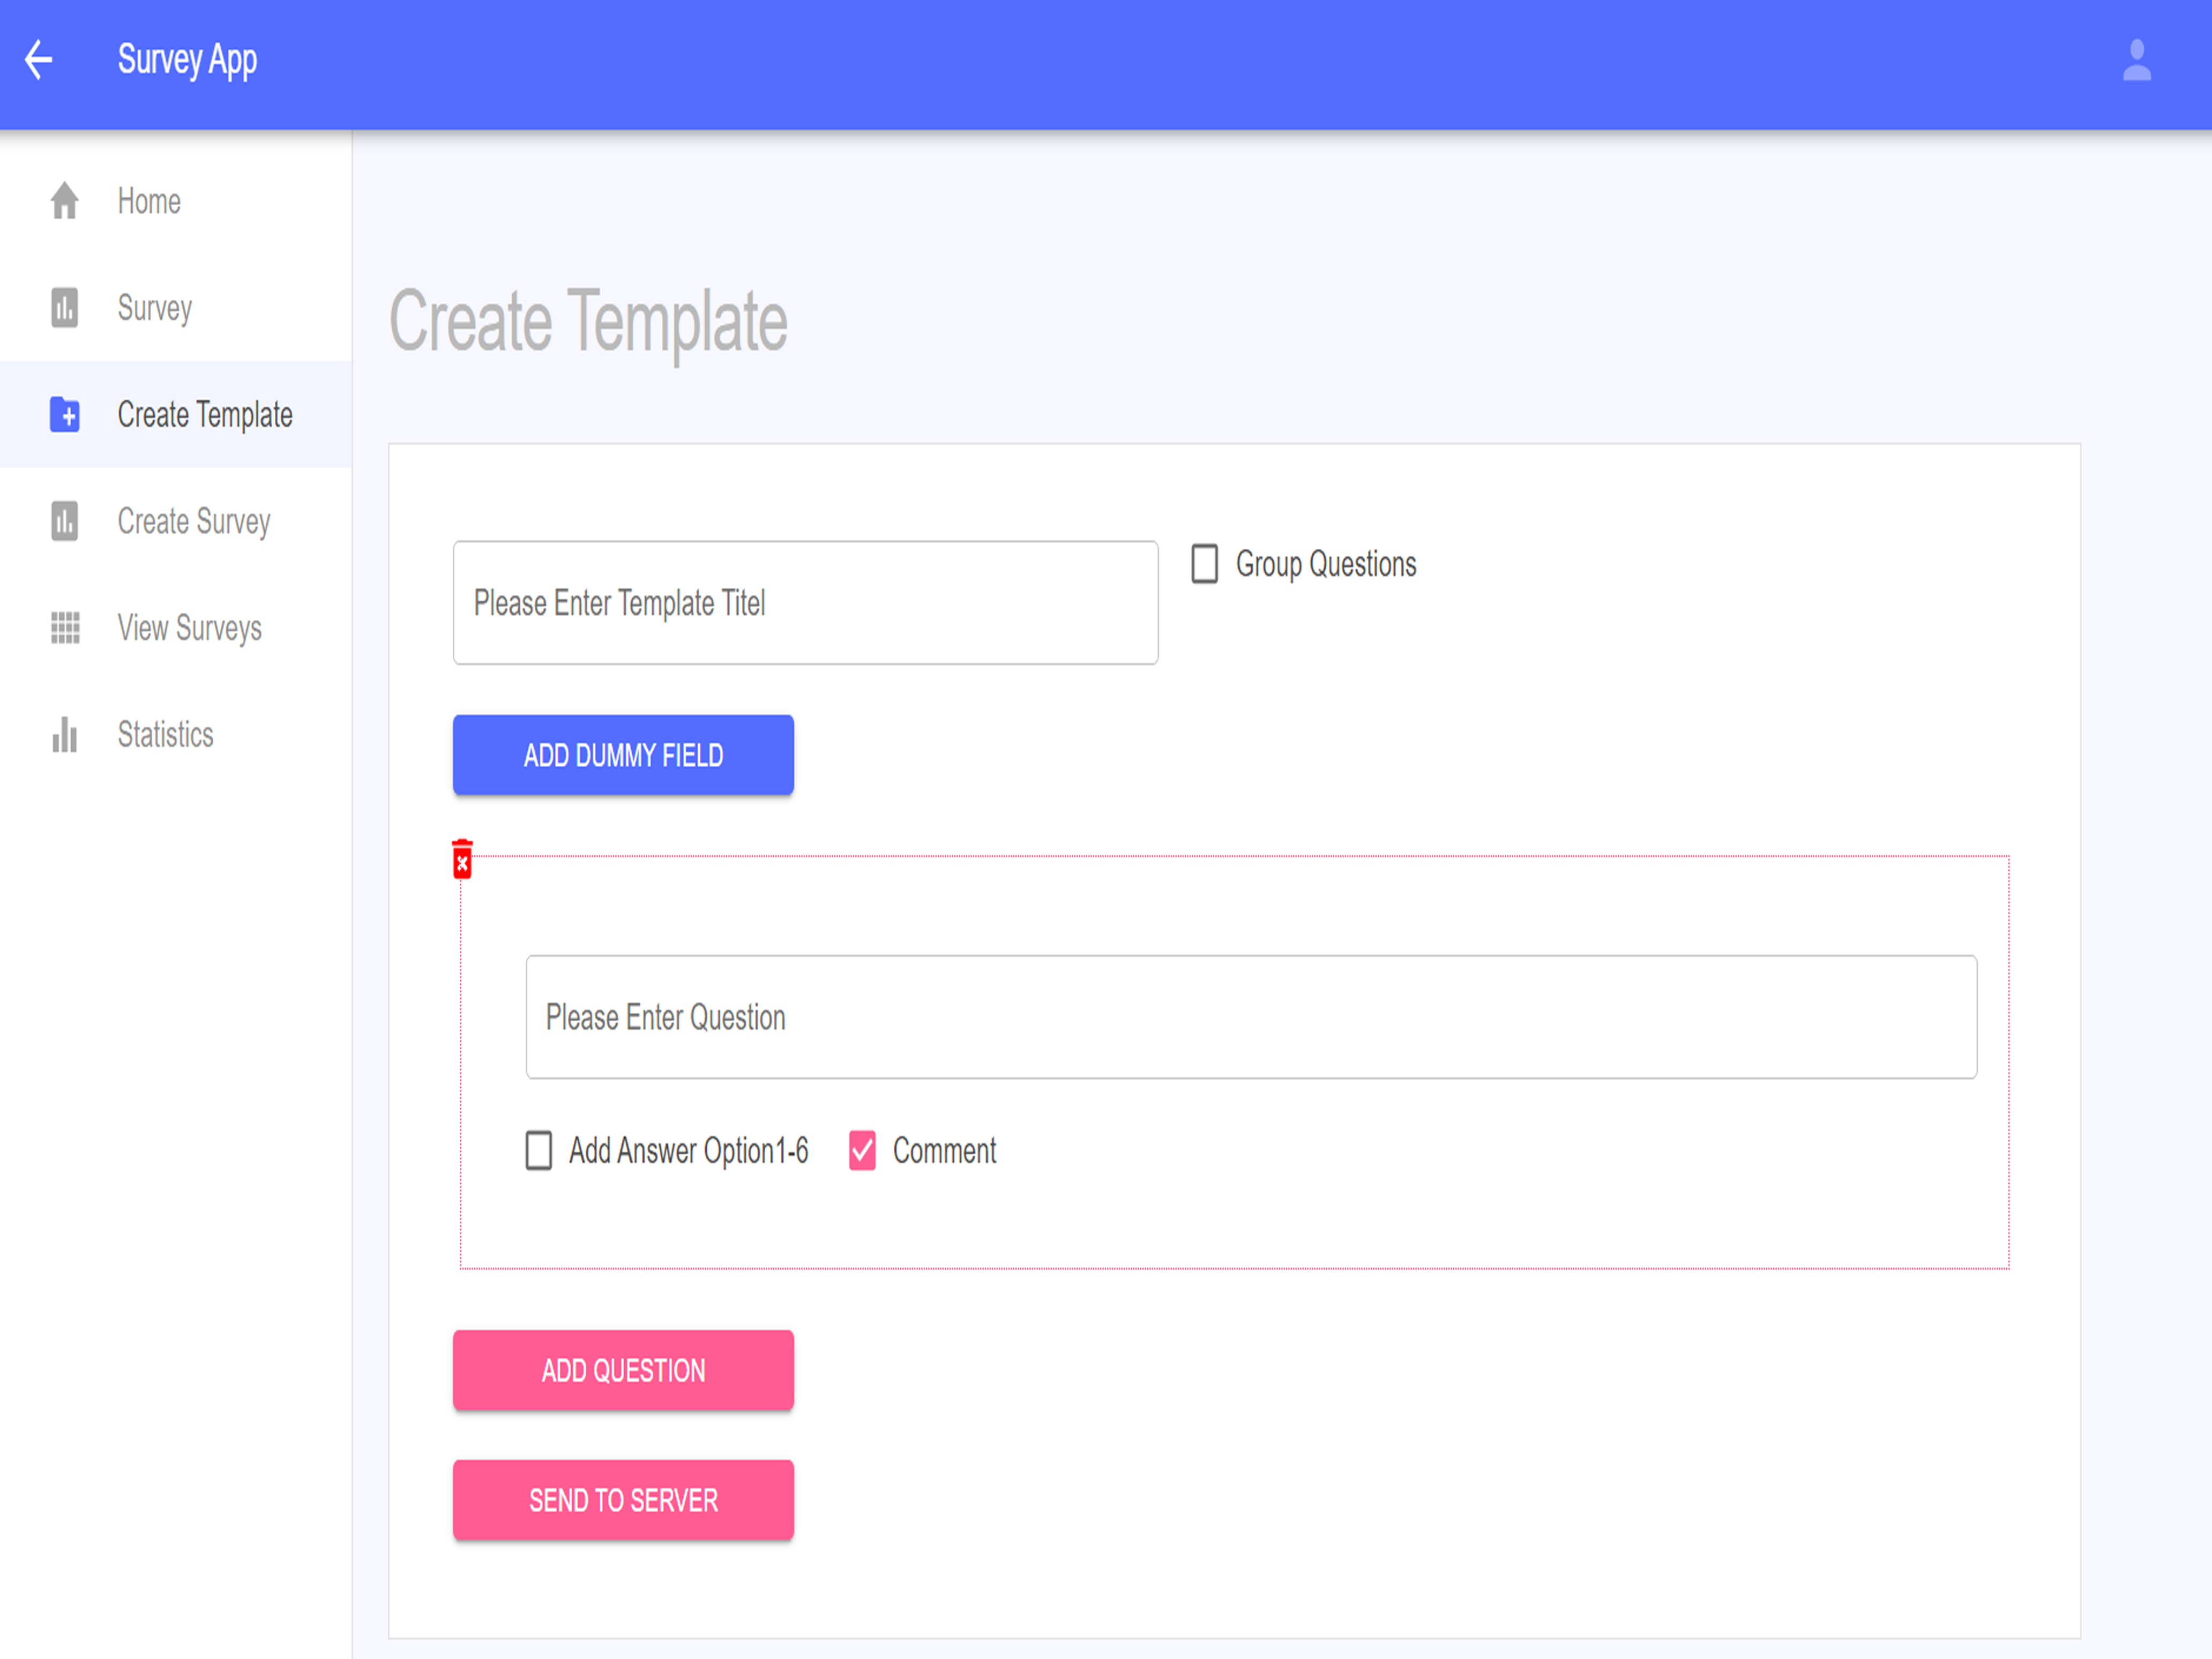 Survey App
Home
Survey
Create Template
Create Survey
View Surveys
Statistics
Create Template
Please Enter Template Titel
Group Questions
ADD DUMMY FIELD
Please Enter Question
Add Answer Option1-6
Comment
ADD QUESTION
SEND TO SERVER